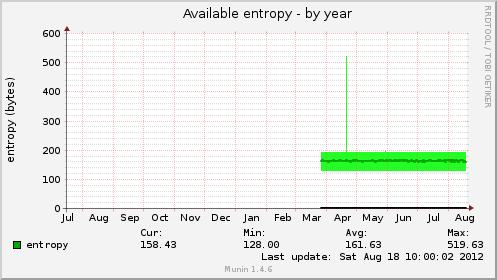 Available entropy - by year
RRDTOOL / TOBI OETIKER
entropy (bytes)
600
500
400
300
200
100
0
Jul Aug Sep Oct Nov Dec Jan Feb Mar Apr May Jun Jul Aug
Cur: Min: Avg: Max:
entropy 158.43 128.00 161.63 519.63
Last update: Sat Aug 18 10:00:02 2012
Munin 1.4.6